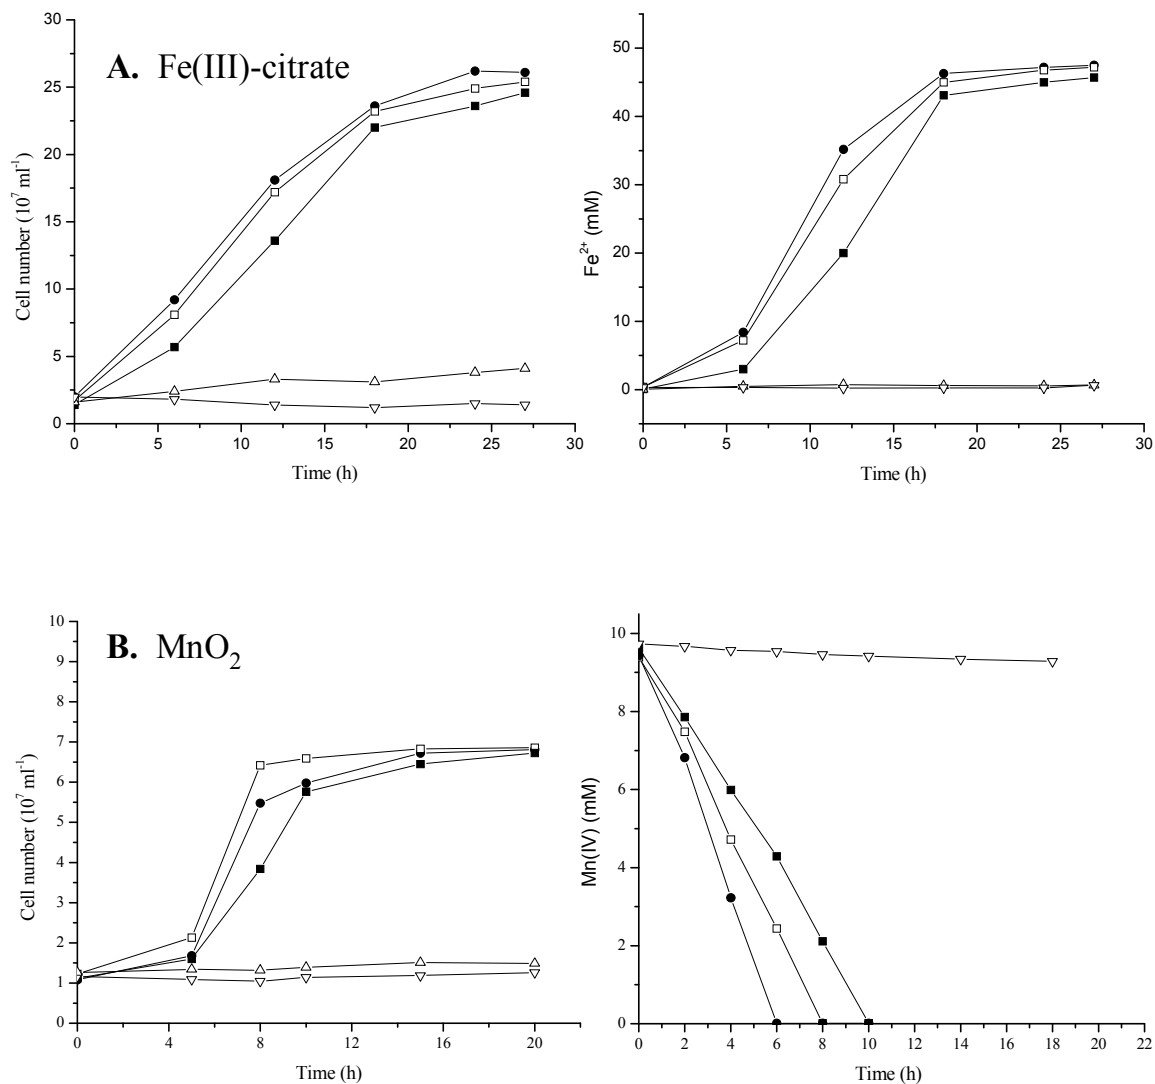 A. Fe(III)-citrate
Cell number (10⁷ ml⁻¹)
30
25
20
15
10
5
0
0 5 10 15 20 25 30
Time (h)
Fe²⁺ (mM)
50
40
30
20
10
0
0 5 10 15 20 25 30
Time (h)
B. MnO₂
Cell number (10⁷ ml⁻¹)
10
9
8
7
6
5
4
3
2
1
0
0 4 8 12 16 20
Time (h)
Mn(IV) (mM)
10
8
6
4
2
0
0 2 4 6 8 10 12 14 16 18 20 22
Time (h)